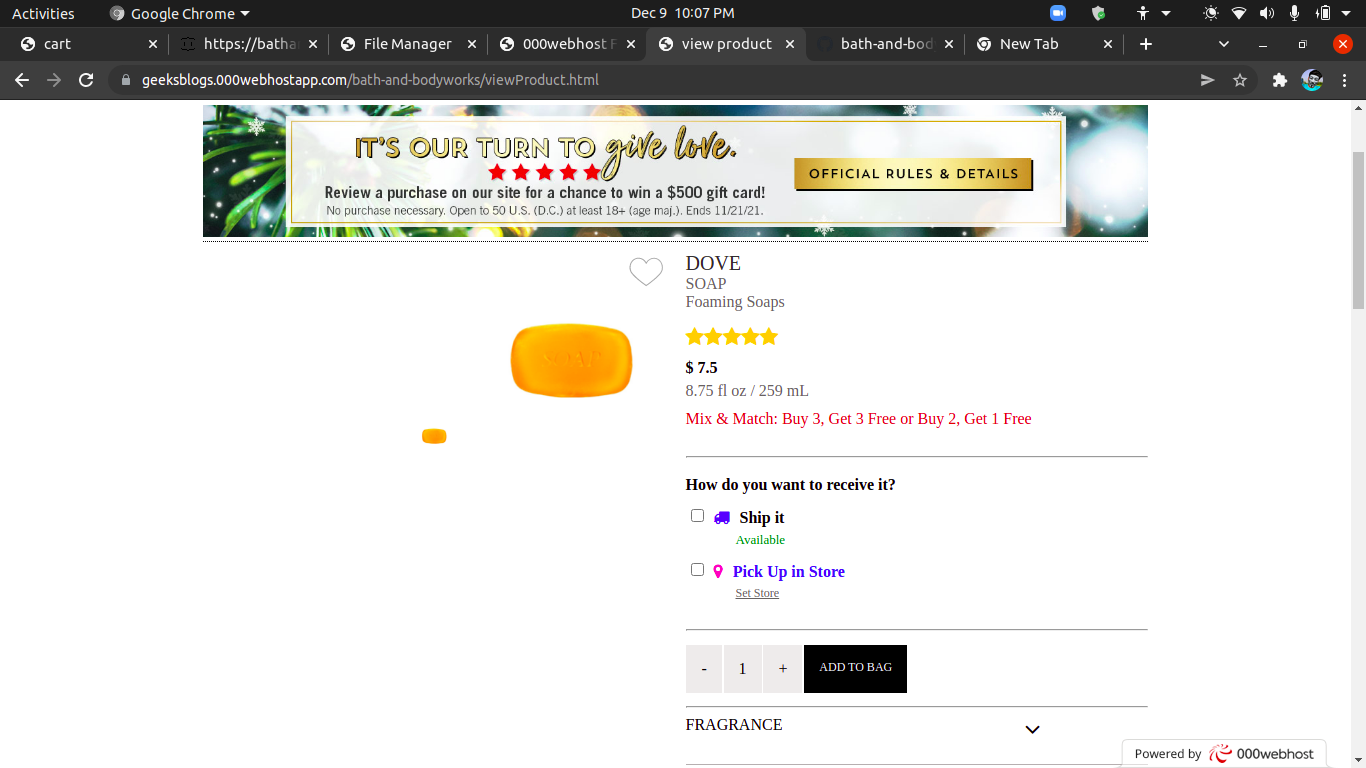 Activities
Google Chrome
Dec 9 10:07 PM
cart
https://batha
File Manager
000webhost F
view product
bath-and-bod
New Tab
geeksblogs.000webhostapp.com/bath-and-bodyworks/viewProduct.html
IT'S OUR TURN TO give love.
Review a purchase on our site for a chance to win a $500 gift card!
No purchase necessary. Open to 50 U.S. (D.C.) at least 18+ (age maj.). Ends 11/21/21.
OFFICIAL RULES & DETAILS
DOVE
SOAP
Foaming Soaps
SOAP
$ 7.5
8.75 fl oz / 259 mL
Mix & Match: Buy 3, Get 3 Free or Buy 2, Get 1 Free
How do you want to receive it?
Ship it
Available
Pick Up in Store
Set Store
- 1 + ADD TO BAG
FRAGRANCE
Powered by 000webhost